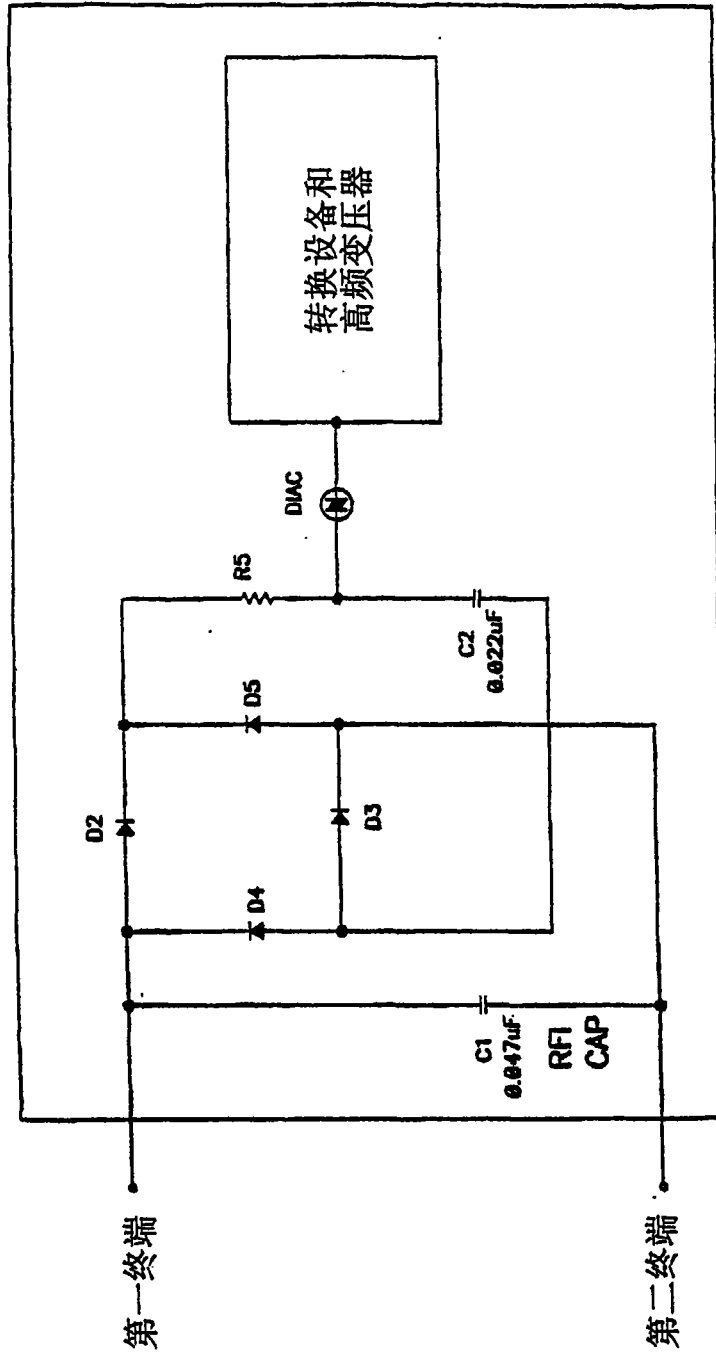 第一终端
第二终端
C1
0.047uF
RFI
CAP
D4
D2
D3
D5
R5
C2
0.022uF
DIAC
转换设备和
高频变压器